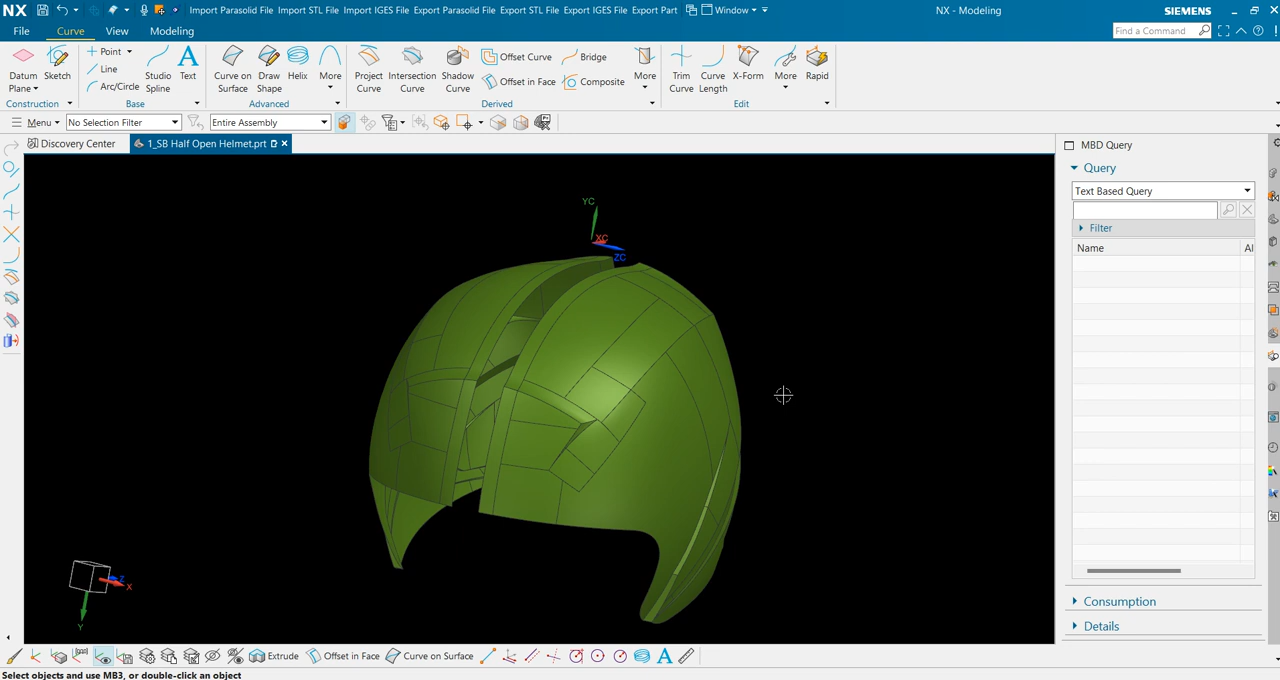 NX Import Parasolid File Import STL File Import IGES File Export Parasolid File Export STL File Export IGES File Export Part Window NX - Modeling SIEMENS
File Curve View Modeling Find a Command
Datum Plane Sketch Point Line Arc/Circle Studio Spline Text Curve on Surface Draw Shape Helix More Project Curve Intersection Curve Shadow Curve Offset Curve Offset in Face Bridge Composite More Trim Curve Curve Length X-Form More Rapid
Construction Base Advanced Derived Edit
Menu No Selection Filter Entire Assembly
Discovery Center 1_SB Half Open Helmet.prt MBD Query
Query
Text Based Query
Filter
Name Al
YC
XC
ZC
Z
X
Y
Consumption
Details
Extrude Offset in Face Curve on Surface A
Select objects and use MB3, or double-click an object